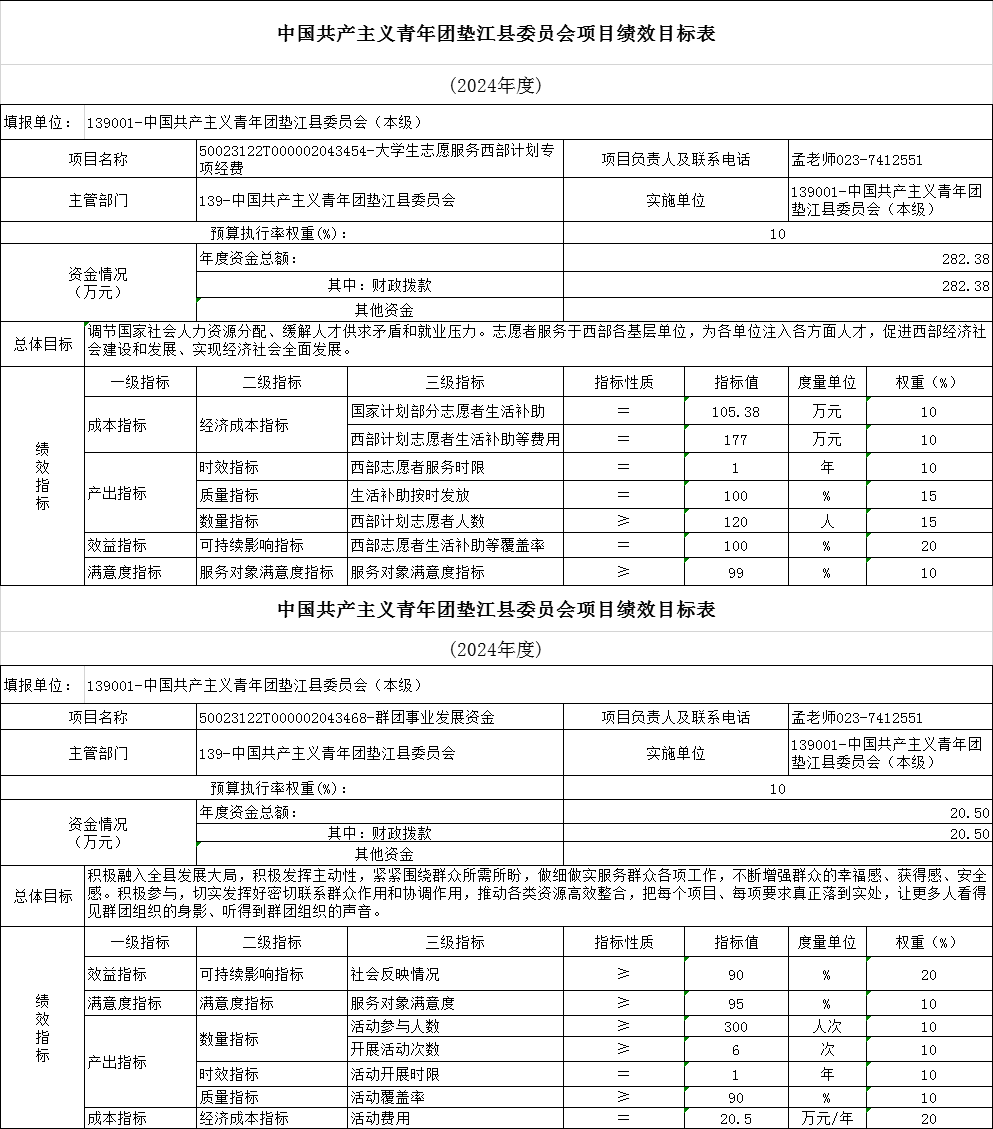 中国共产主义青年团垫江县委员会项目绩效目标表
(2024年度)
填报单位： 139001-中国共产主义青年团垫江县委员会（本级）
项目名称 50023122T000002043454-大学生志愿服务西部计划专项经费 项目负责人及联系电话 孟老师023-7412551
主管部门 139-中国共产主义青年团垫江县委员会 实施单位 139001-中国共产主义青年团垫江县委员会（本级）
预算执行率权重(%)： 10
资金情况（万元） 年度资金总额： 282.38
其中：财政拨款 282.38
其他资金
总体目标 调节国家社会人力资源分配、缓解人才供求矛盾和就业压力。志愿者服务于西部各基层单位，为各单位注入各方面人才，促进西部经济社
会建设和发展、实现经济社会全面发展。
绩效指标 一级指标 二级指标 三级指标 指标性质 指标值 度量单位 权重（%）
成本指标 经济成本指标 国家计划部分志愿者生活补助 ＝ 105.38 万元 10
西部计划志愿者生活补助等费用 ＝ 177 万元 10
产出指标 时效指标 西部志愿者服务时限 ＝ 1 年 10
质量指标 生活补助按时发放 ＝ 100 % 15
数量指标 西部计划志愿者人数 ≥ 120 人 15
效益指标 可持续影响指标 西部志愿者生活补助等覆盖率 ＝ 100 % 20
满意度指标 服务对象满意度指标 服务对象满意度指标 ≥ 99 % 10
中国共产主义青年团垫江县委员会项目绩效目标表
(2024年度)
填报单位： 139001-中国共产主义青年团垫江县委员会（本级）
项目名称 50023122T000002043468-群团事业发展资金 项目负责人及联系电话 孟老师023-7412551
主管部门 139-中国共产主义青年团垫江县委员会 实施单位 139001-中国共产主义青年团垫江县委员会（本级）
预算执行率权重(%)： 10
资金情况（万元） 年度资金总额： 20.50
其中：财政拨款 20.50
其他资金
总体目标 积极融入全县发展大局，积极发挥主动性，紧紧围绕群众所需所盼，做细做实服务群众各项工作，不断增强群众的幸福感、获得感、安全
感。积极参与，切实发挥好密切联系群众作用和协调作用，推动各类资源高效整合，把每个项目、每项要求真正落到实处，让更多人看得
见群团组织的身影、听得到群团组织的声音。
绩效指标 一级指标 二级指标 三级指标 指标性质 指标值 度量单位 权重（%）
效益指标 可持续影响指标 社会反映情况 ≥ 90 % 20
满意度指标 满意度指标 服务对象满意度 ≥ 95 % 10
产出指标 数量指标 活动参与人数 ≥ 300 人次 10
开展活动次数 ≥ 6 次 10
时效指标 活动开展时限 ＝ 1 年 10
质量指标 活动覆盖率 ≥ 90 % 10
成本指标 经济成本指标 活动费用 ＝ 20.5 万元/年 20